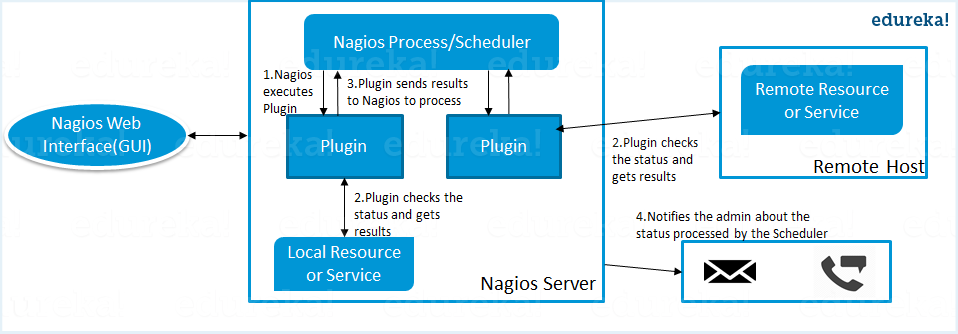 edureka!
Nagios Process/Scheduler
1.Nagios
executes
Plugin
3.Plugin sends results
to Nagios to process
Remote Resource
or Service
Nagios Web
Interface(GUI)
Plugin
Plugin
2.Plugin checks
the status and
gets results
Remote Host
2.Plugin checks the
status and gets
results
4.Notifies the admin about the
status processed by the Scheduler
Local Resource
or Service
Nagios Server